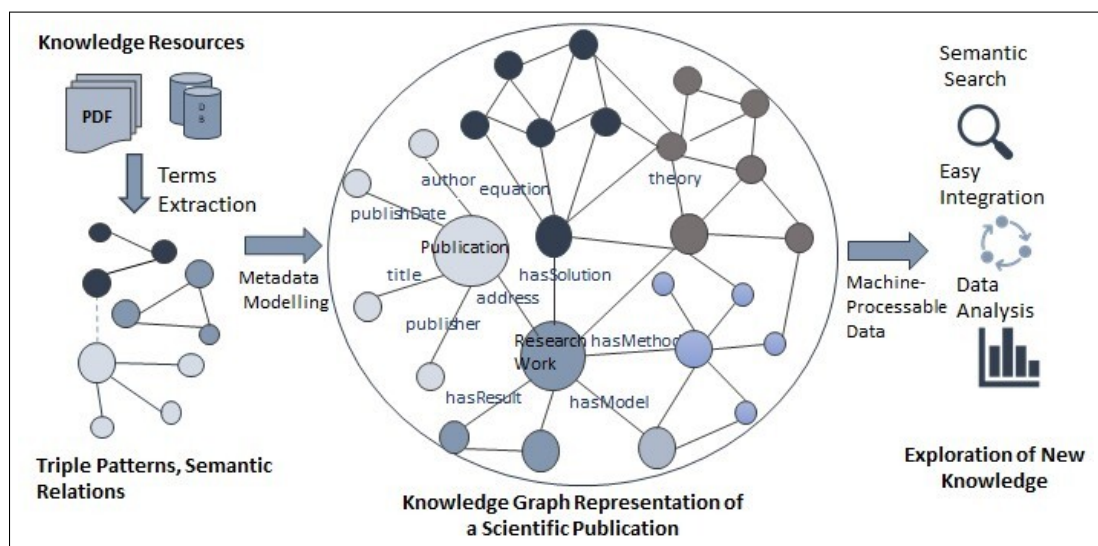 Knowledge Resources
PDF
D
B
Terms
Extraction
Triple Patterns, Semantic
Relations
Metadada
Modelling
author
equation
theory
publishDate
Publication
title
hasSolution
address
publisher
Research
Work
hasMethod
hasResult
hasModel
Knowledge Graph Representation of
a Scientific Publication
Machine-
Processable
Data
Semantic
Search
Easy
Integration
Data
Analysis
Exploration of New
Knowledge